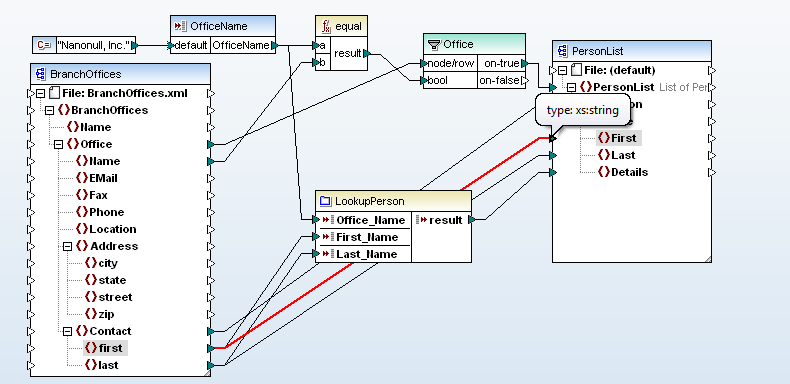 OfficeName
default OfficeName
C= "Nanonull, Inc."
equal
a
result
b
Office
node/row on-true
bool on-false
BranchOffices
File: BranchOffices.xml
BranchOffices
Name
Office
Name
EMail
Fax
Phone
Location
Address
city
state
street
zip
Contact
first
last
LookupPerson
Office_Name result
First_Name
Last_Name
PersonList
File: (default)
PersonList List of Per
type: xs:string
First
Last
Details